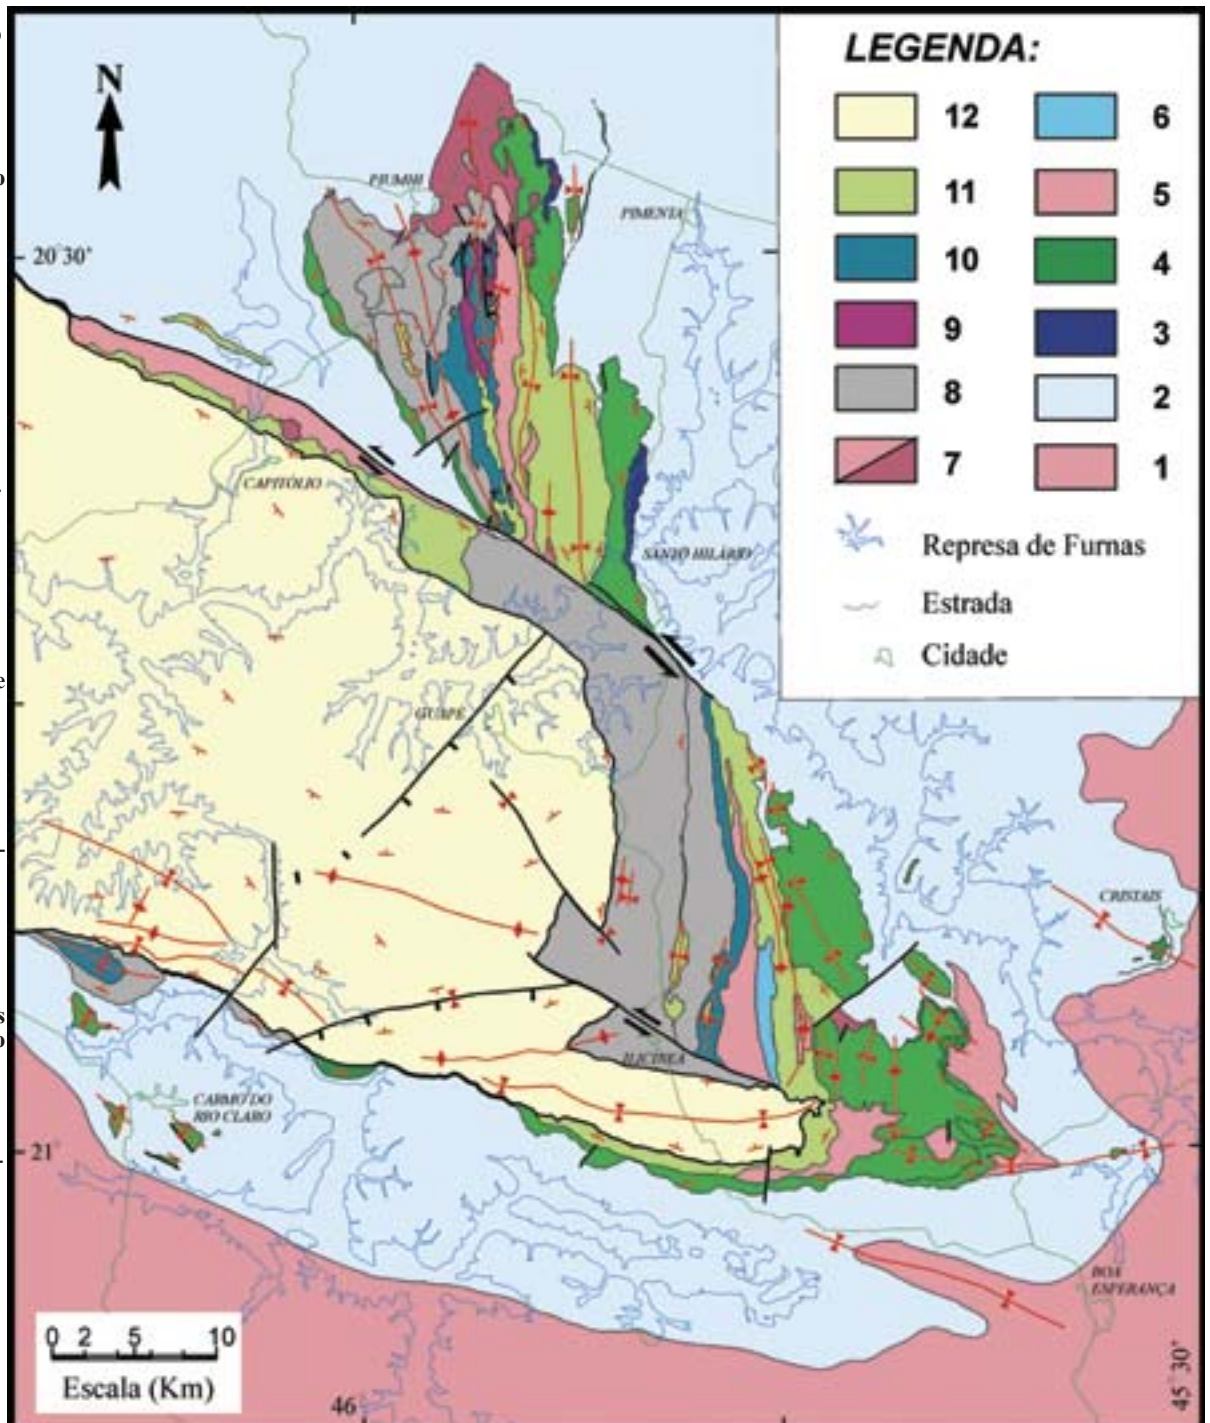 LEGENDA:
12
6
11
5
10
4
9
3
8
2
7
1
Represa de Furnas
Estrada
Cidade
N
20°30'
21°
46°
45°30'
PIUMHI
PIMENTA
CAPITÓLIO
SANTO HILÁRIO
GUAPÉ
CRISTAIS
ILICÍNEA
CARMO DO
RIO CLARO
BOA
ESPERANÇA
0 2 5 10
Escala (Km)